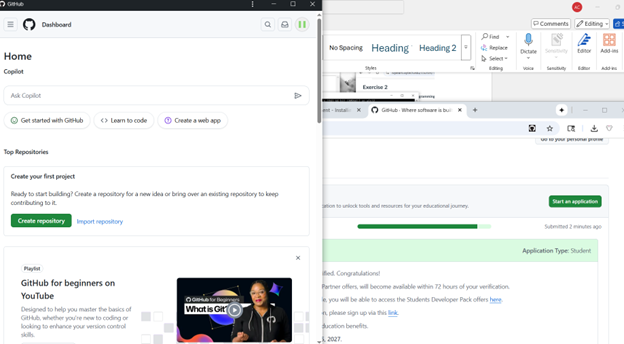 GitHub
Dashboard
Home
Copilot
Ask Copilot
Get started with GitHub
Learn to code
Create a web app
Top Repositories
Create your first project
Ready to start building? Create a repository for a new idea or bring over an existing repository to keep
contributing to it.
Create repository
Import repository
Playlist
GitHub for beginners on
YouTube
Designed to help you master the basics of
GitHub, whether you're new to coding or
looking to enhance your version control
skills.
GitHub for Beginners
What is Git?
AC
Comments
Editing
No Spacing
Heading
Heading 2
Find
Replace
Select
Dictate
Sensitivity
Editor
Add-ins
Styles
Editing
Voice
Sensitivity
Editor
Add-ins
Exercise 2
GitHub · Where software is bui
go to your personal profile
cation to unlock tools and resources for your educational journey.
Start an application
Submitted 2 minutes ago
Application Type: Student
ified. Congratulations!
Partner offers, will become available within 72 hours of your verification.
le, you will be able to access the Students Developer Pack offers here.
on, please sign up via this link.
ducation benefits.
, 2027.